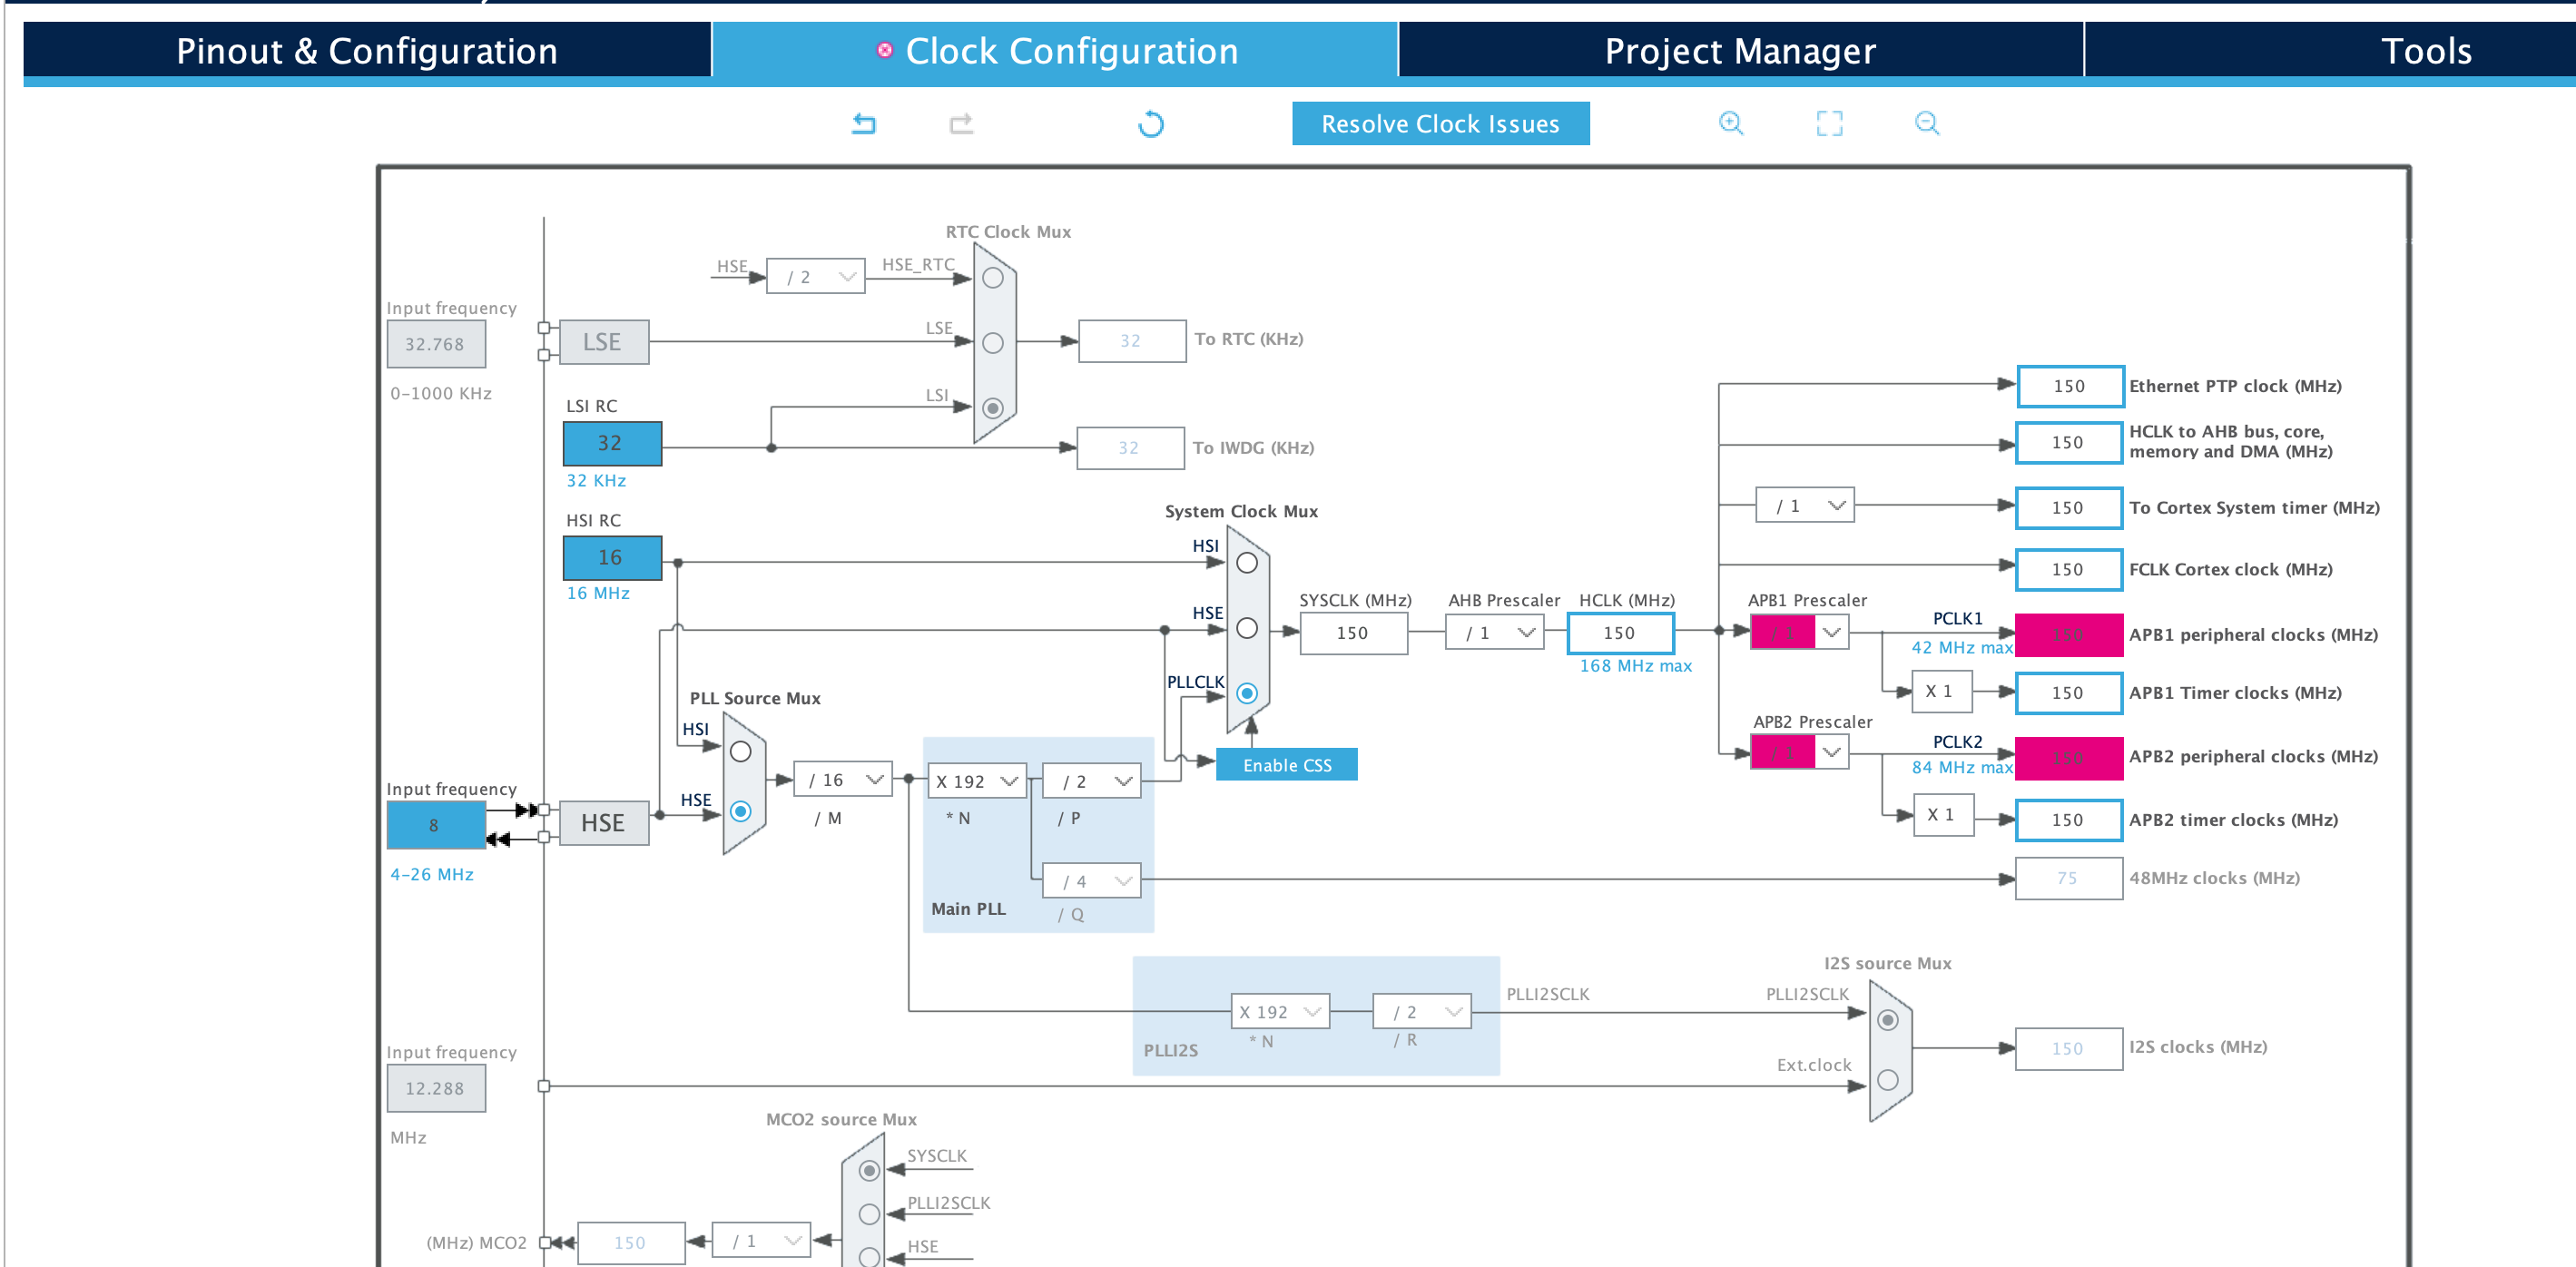 Pinout & Configuration
Clock Configuration
Project Manager
Tools
Resolve Clock Issues
RTC Clock Mux
HSE
/ 2
HSE_RTC
Input frequency
32.768
0-1000 KHz
LSE
LSE
32
To RTC (KHz)
LSI RC
LSI
32
32 KHz
32
To IWDG (KHz)
150
Ethernet PTP clock (MHz)
150
HCLK to AHB bus, core,
memory and DMA (MHz)
/ 1
150
To Cortex System timer (MHz)
150
FCLK Cortex clock (MHz)
HSI RC
16
16 MHz
System Clock Mux
HSI
HSE
PLLCLK
SYSCLK (MHz)
150
AHB Prescaler
/ 1
HCLK (MHz)
150
168 MHz max
APB1 Prescaler
/ 1
PCLK1
42 MHz max
150
APB1 peripheral clocks (MHz)
X 1
150
APB1 Timer clocks (MHz)
APB2 Prescaler
/ 1
PCLK2
84 MHz max
150
APB2 peripheral clocks (MHz)
X 1
150
APB2 timer clocks (MHz)
PLL Source Mux
HSI
HSE
Enable CSS
Input frequency
8
4-26 MHz
HSE
/ 16
/ M
X 192
* N
/ 2
/ P
/ 4
/ Q
Main PLL
75
48MHz clocks (MHz)
X 192
* N
/ 2
/ R
PLLI2S
PLLI2SCLK
I2S source Mux
PLLI2SCLK
Ext.clock
150
I2S clocks (MHz)
Input frequency
12.288
MHz
MCO2 source Mux
SYSCLK
PLLI2SCLK
HSE
(MHz) MCO2
150
/ 1